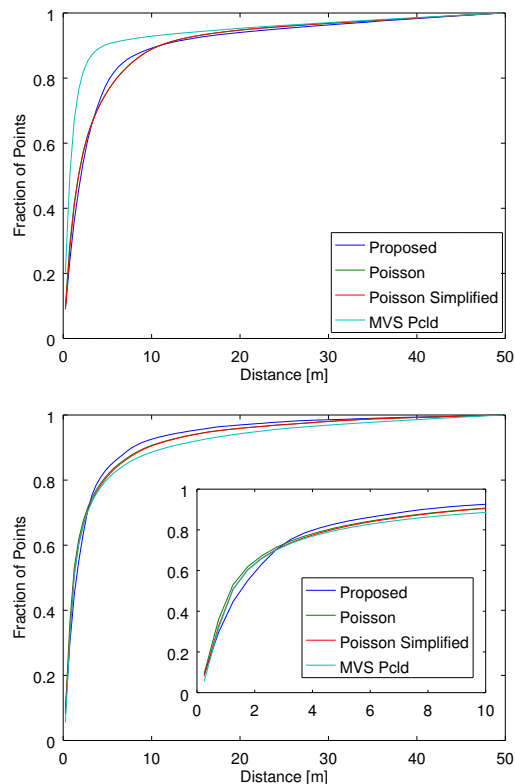 1
0.8
0.6
0.4
0.2
0
Fraction of Points
Proposed
Poisson
Poisson Simplified
MVS Pcld
0 10 20 30 40 50
Distance [m]
1
0.8
0.6
0.4
0.2
0
Fraction of Points
1
0.8
0.6
0.4
0.2
0
Proposed
Poisson
Poisson Simplified
MVS Pcld
0 2 4 6 8 10
0 10 20 30 40 50
Distance [m]